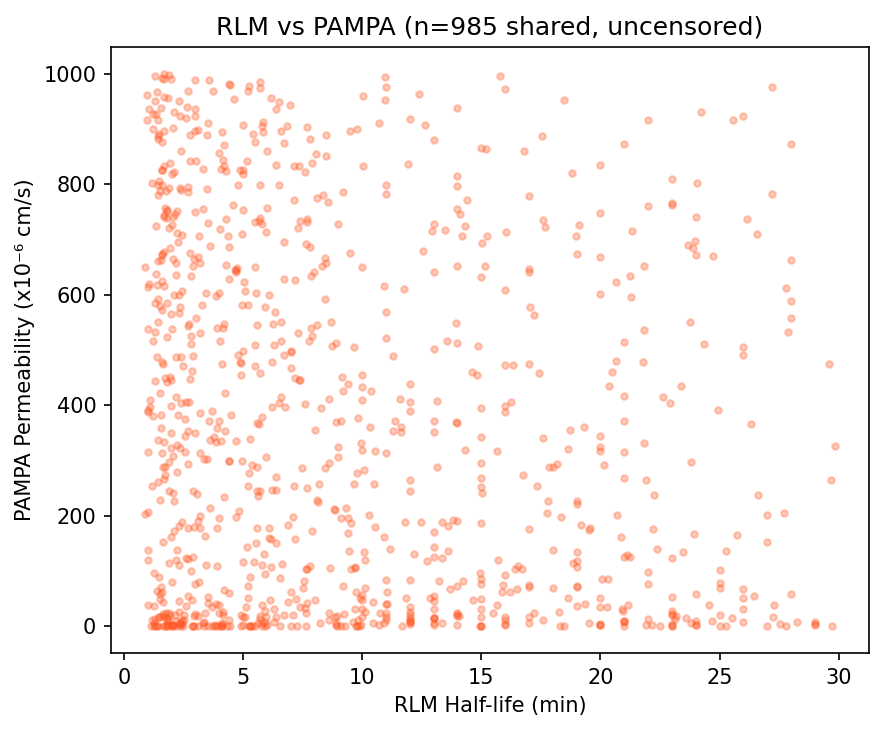 RLM vs PAMPA (n=985 shared, uncensored)
PAMPA Permeability (x10⁻⁶ cm/s)
1000
800
600
400
200
0
0 5 10 15 20 25 30
RLM Half-life (min)